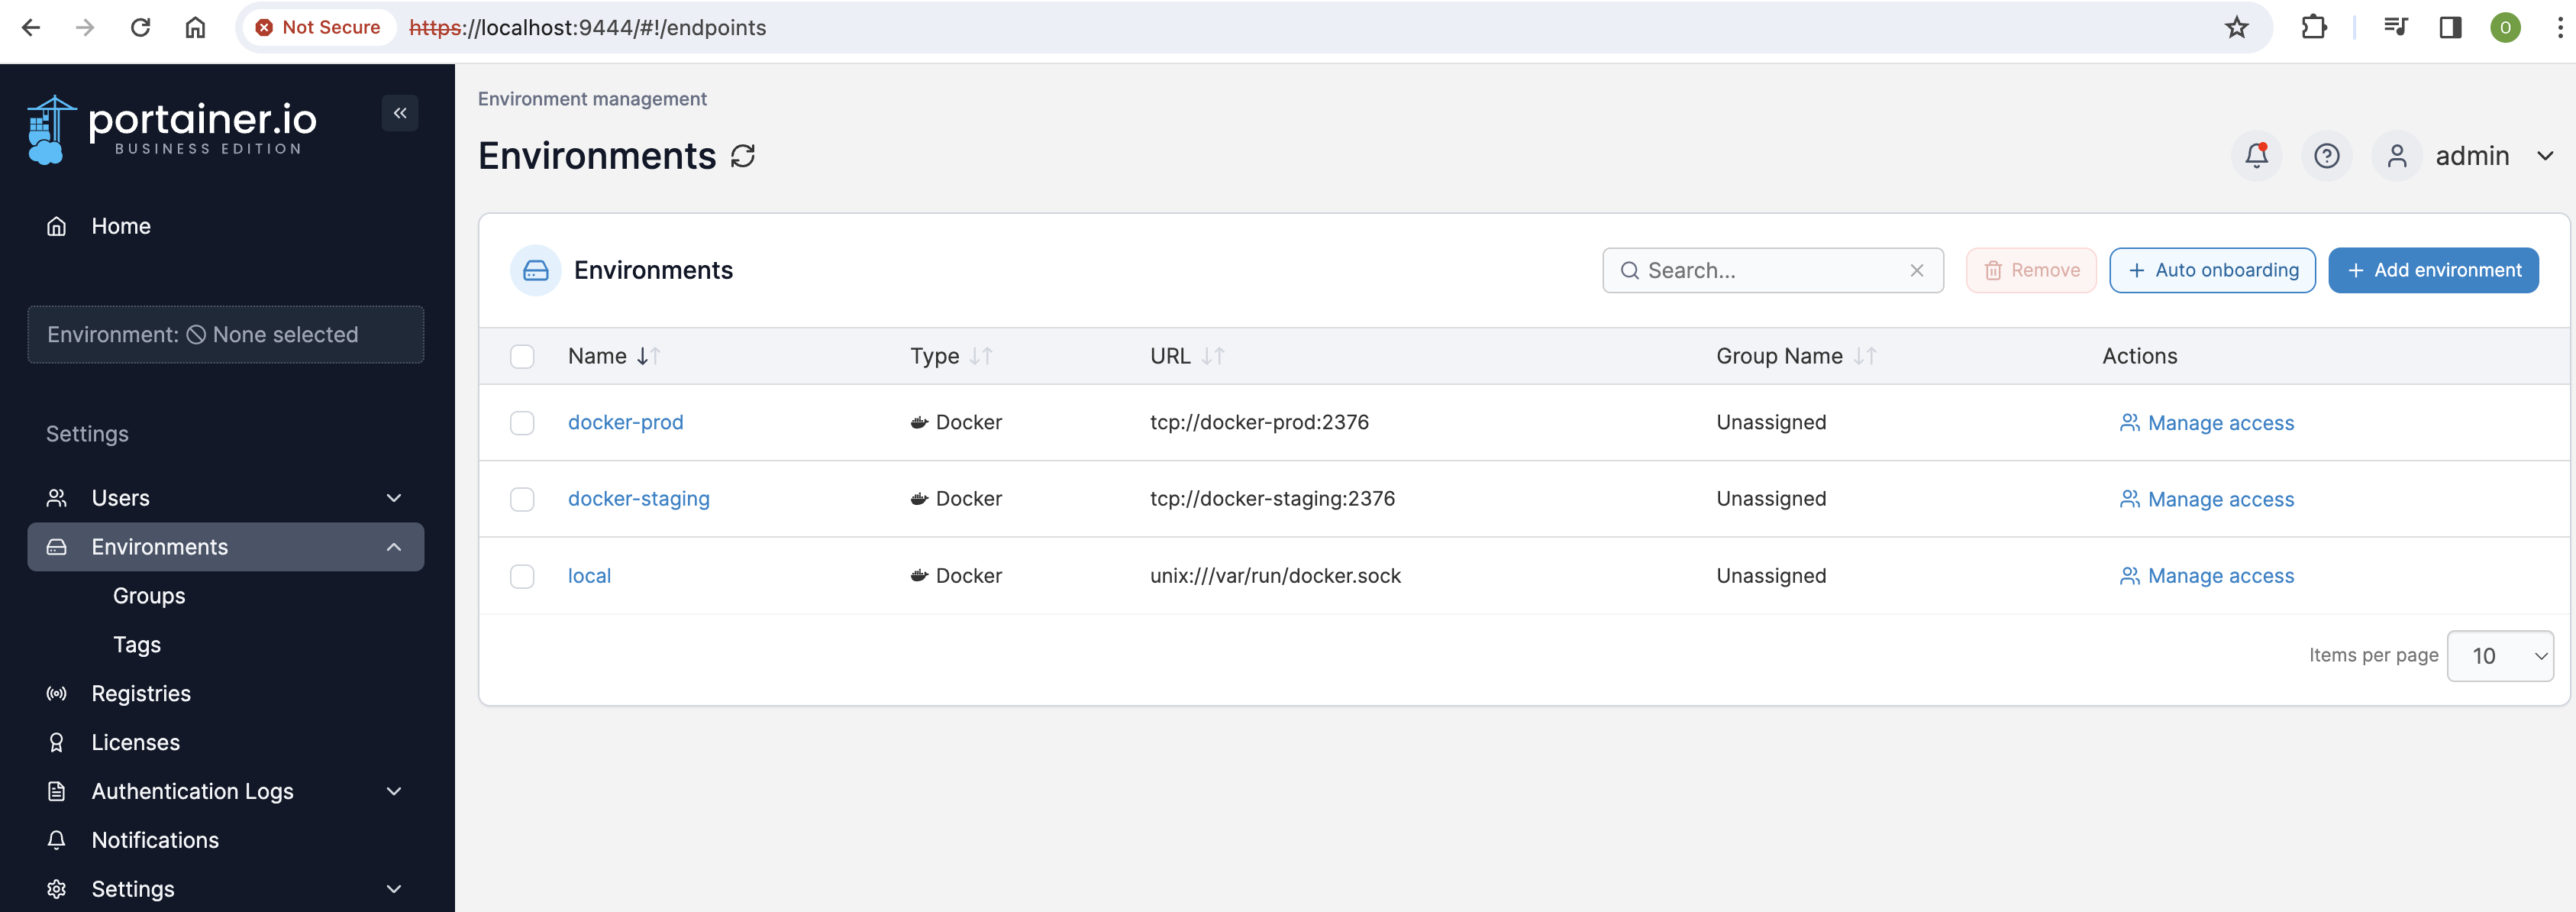 Not Secure https://localhost:9444/#!/endpoints
O
portainer.io
BUSINESS EDITION
Home
Environment: None selected
Settings
Users
Environments
Groups
Tags
Registries
Licenses
Authentication Logs
Notifications
Settings
Environment management
Environments
admin
Environments
Search...
Remove
Auto onboarding
Add environment
Name Type URL Group Name Actions
docker-prod Docker tcp://docker-prod:2376 Unassigned Manage access
docker-staging Docker tcp://docker-staging:2376 Unassigned Manage access
local Docker unix:///var/run/docker.sock Unassigned Manage access
Items per page 10